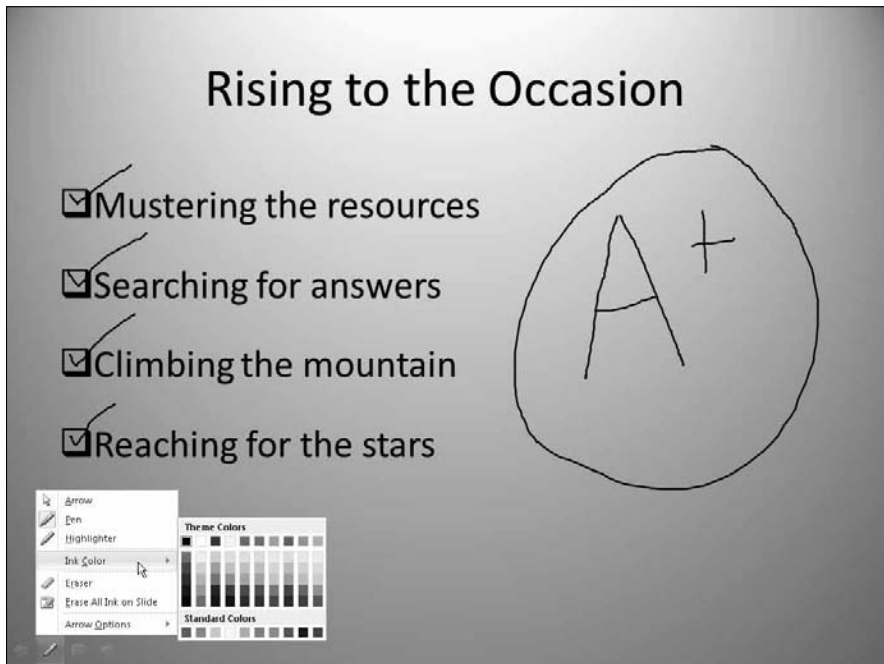 Rising to the Occasion
Mustering the resources
Searching for answers
Climbing the mountain
Reaching for the stars
A+
Arrow
Pen
Highlighter
Ink Color
Eraser
Erase All Ink on Slide
Arrow Options
Theme Colors
Standard Colors